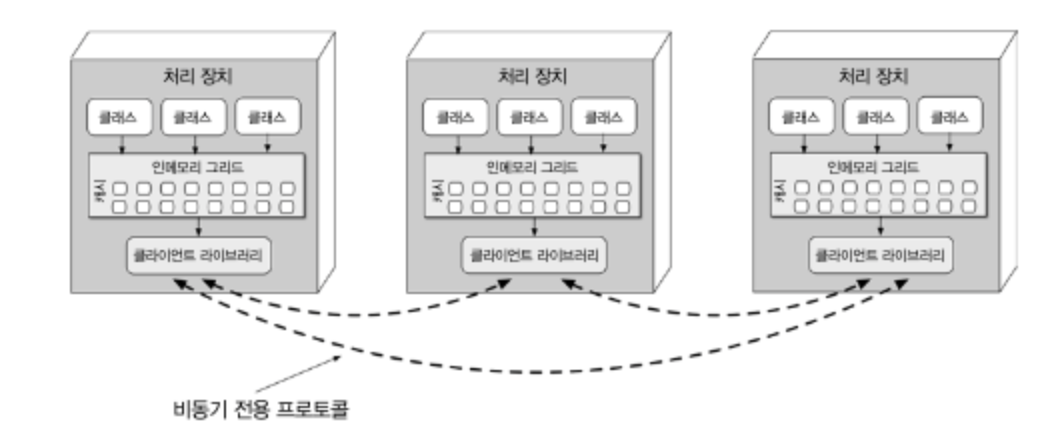 처리 장치
클래스 클래스 클래스
인메모리 그리드
캐시
클라이언트 라이브러리
처리 장치
클래스 클래스 클래스
인메모리 그리드
캐시
클라이언트 라이브러리
처리 장치
클래스 클래스 클래스
인메모리 그리드
캐시
클라이언트 라이브러리
비동기 전용 프로토콜